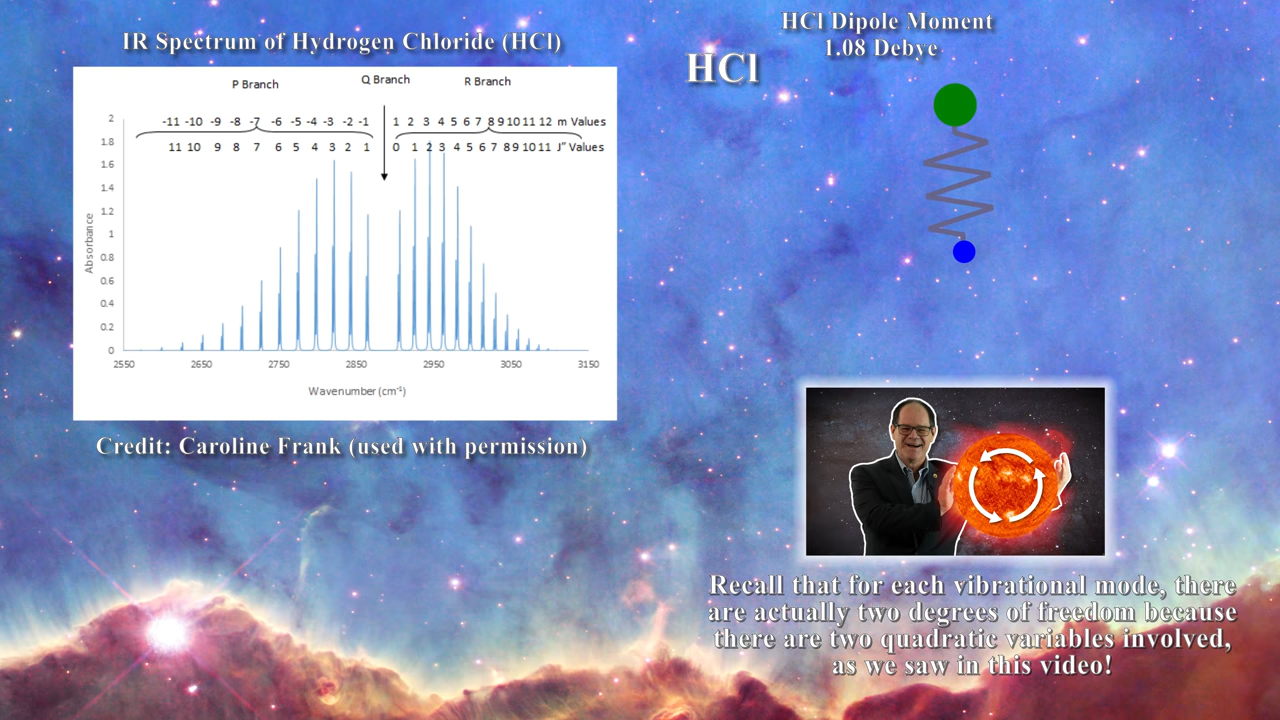 IR Spectrum of Hydrogen Chloride (HCl)
P Branch
Q Branch
R Branch
-11 -10 -9 -8 -7 -6 -5 -4 -3 -2 -1
1 2 3 4 5 6 7 8 9 10 11 12 m Values
11 10 9 8 7 6 5 4 3 2 1
0 1 2 3 4 5 6 7 8 9 10 11 J" Values
2
1.8
1.6
1.4
1.2
1
0.8
0.6
0.4
0.2
0
Absorbance
2550 2650 2750 2850 2950 3050 3150
Wavenumber (cm⁻¹)
Credit: Caroline Frank (used with permission)
HCl
HCl Dipole Moment
1.08 Debye
Recall that for each vibrational mode, there
are actually two degrees of freedom because
there are two quadratic variables involved,
as we saw in this video!